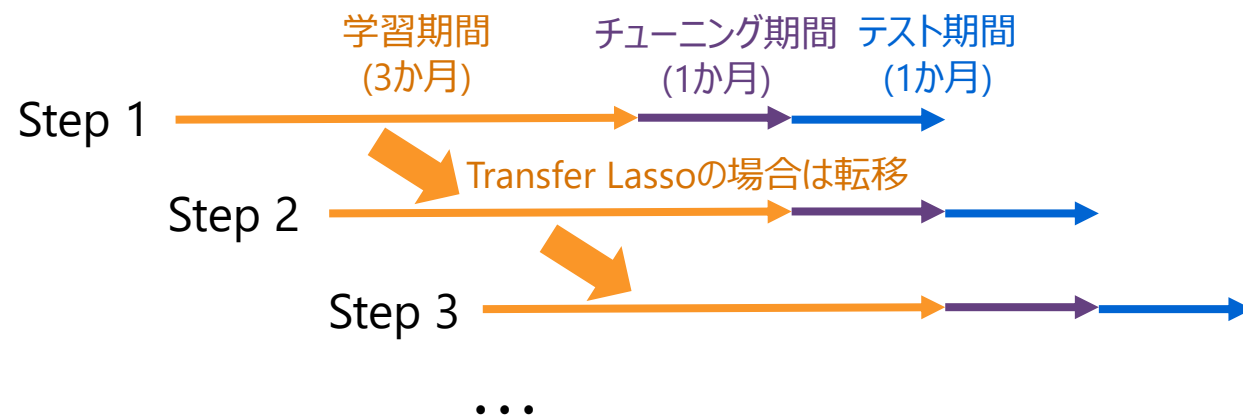 学習期間
(3か月)
チューニング期間
(1か月)
テスト期間
(1か月)
Step 1
Transfer Lassoの場合は転移
Step 2
Step 3
...